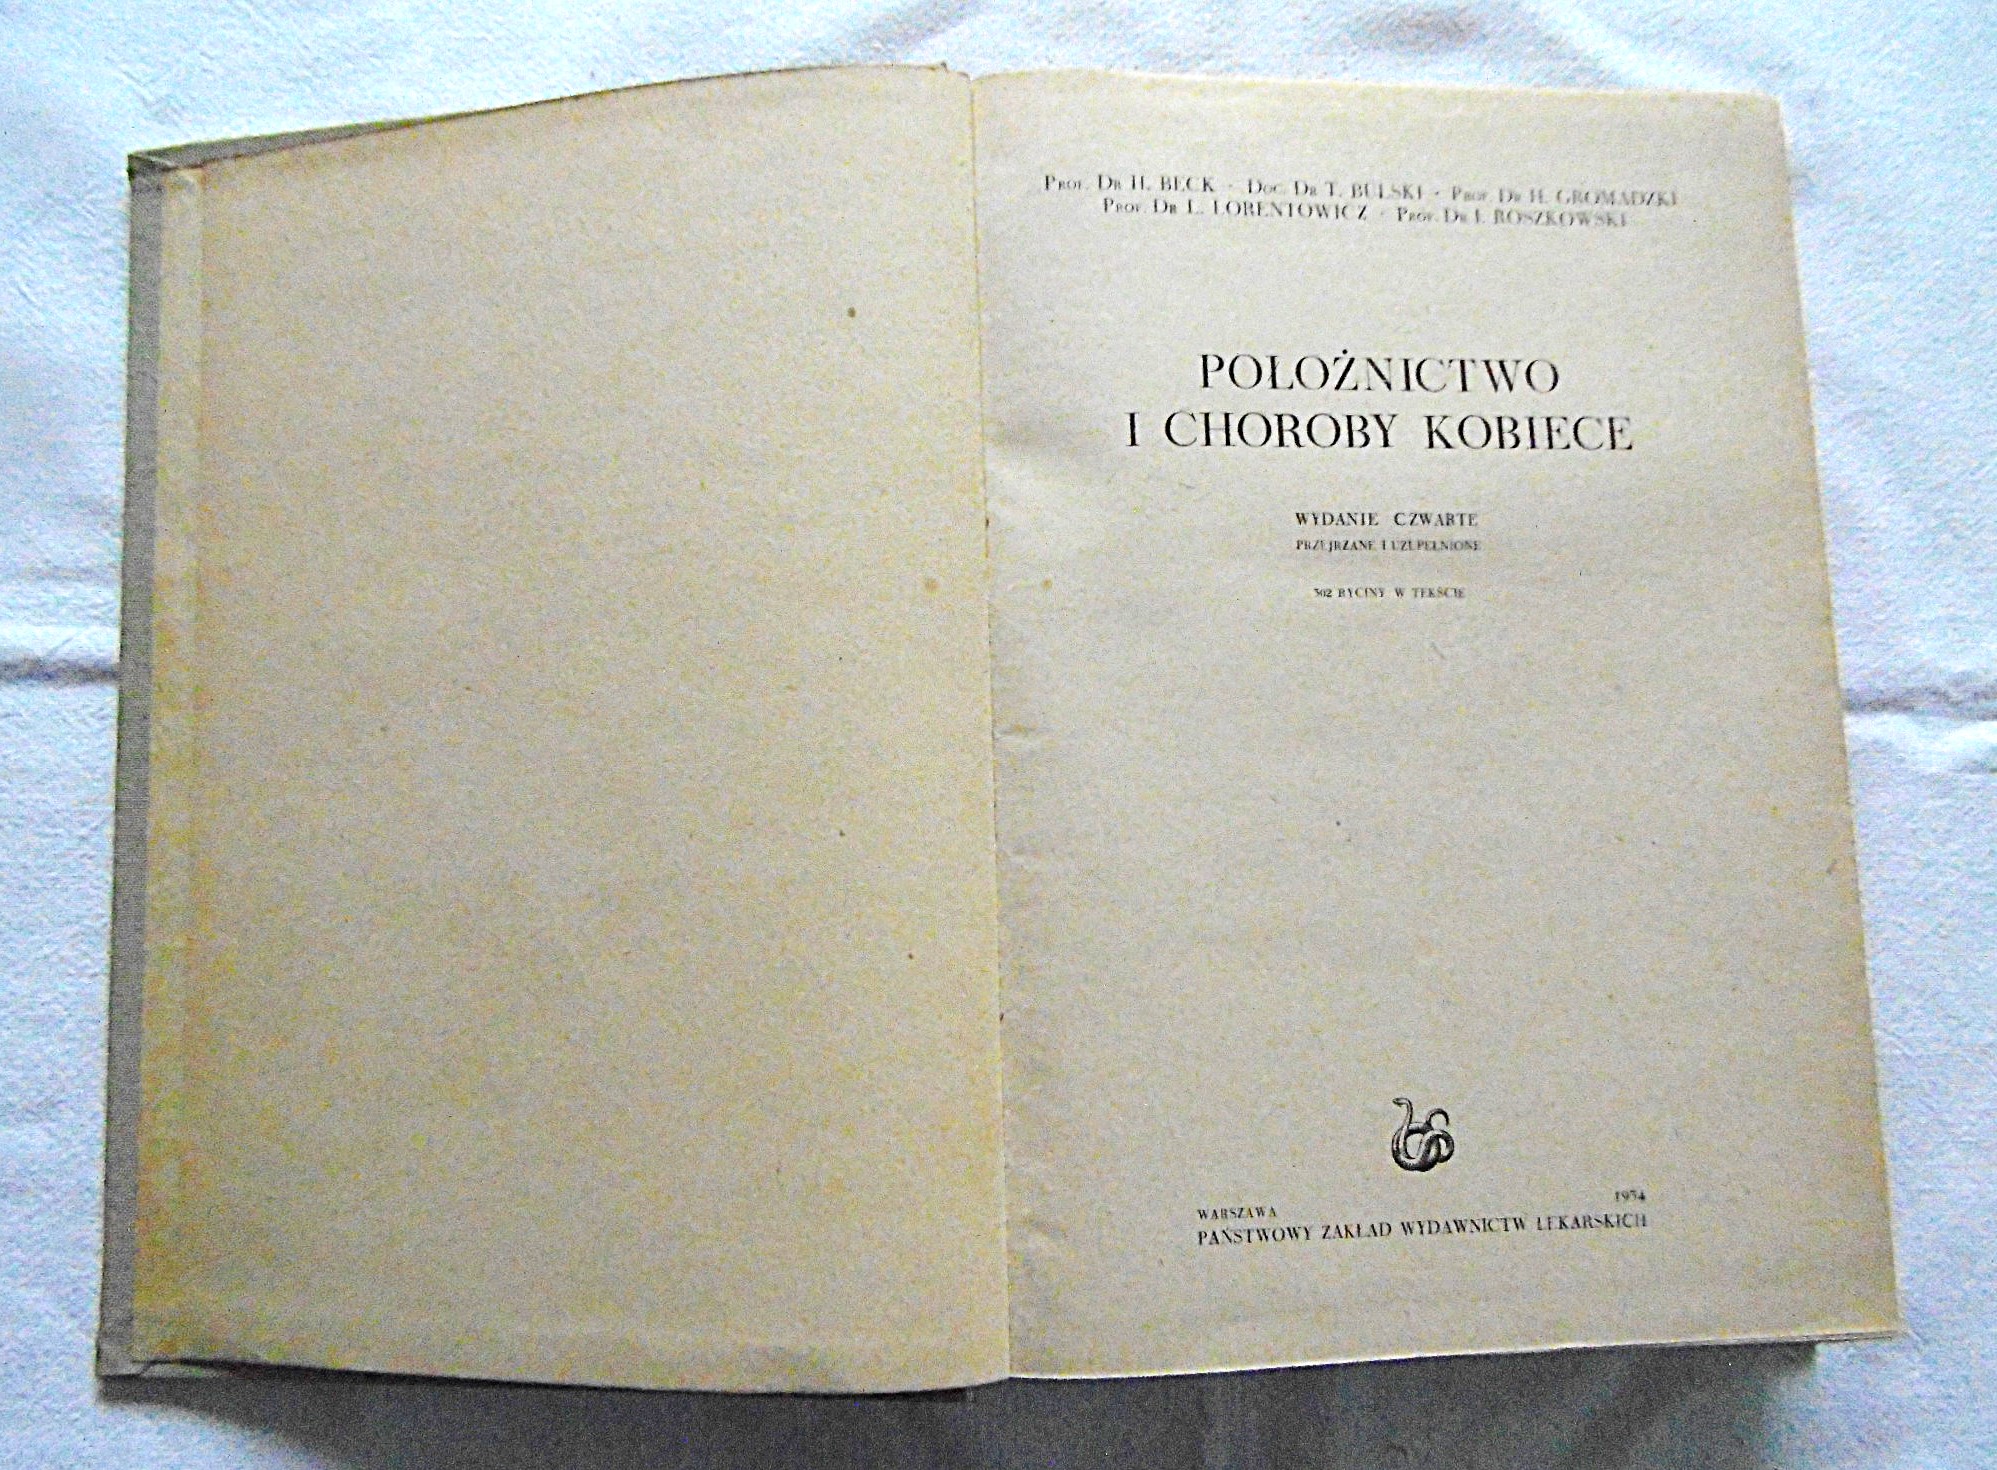 Prof. Dr H. BECK · Doc. Dr T. BULSKI · Prof. Dr H. GROMADZKI
Prof. Dr L. LORENTOWICZ · Prof. Dr I. ROSZKOWSKI
POŁOŻNICTWO
I CHOROBY KOBIECE
WYDANIE CZWARTE
PRZEJRZANE I UZUPEŁNIONE
302 RYCINY W TEKŚCIE
1954
WARSZAWA
PAŃSTWOWY ZAKŁAD WYDAWNICTW LEKARSKICH